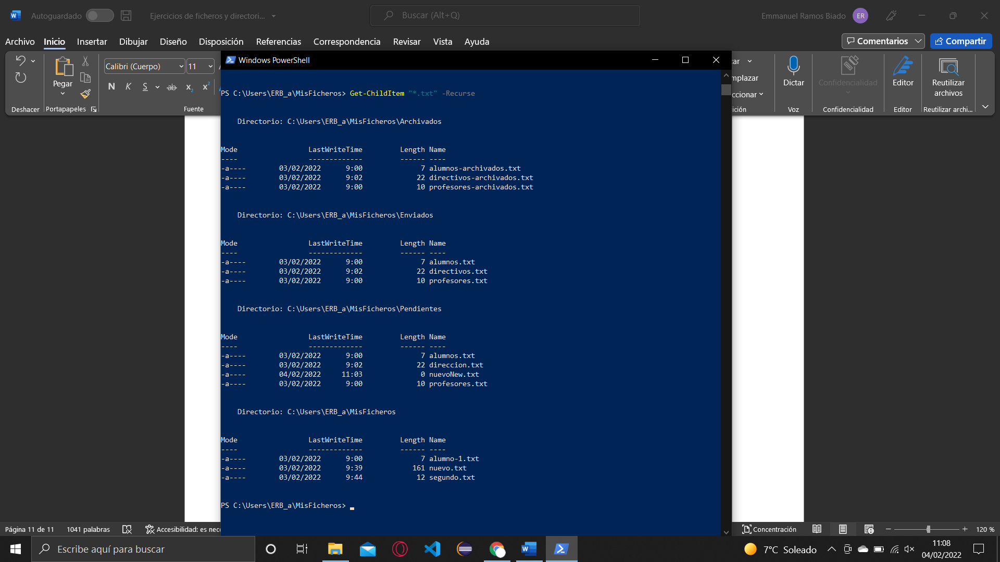 Autoguardado
Ejercicios de ficheros y directori...
Buscar (Alt+Q)
Emmanuel Ramos Biado
ER
Archivo Inicio Insertar Dibujar Diseño Disposición Referencias Correspondencia Revisar Vista Ayuda
Comentarios
Compartir
Calibri (Cuerpo) 11
Pegar
N K S ab x2 x2
Deshacer Portapapeles Fuente
Dictar
Confidencialidad
Editor
Reutilizar
archivos
Voz Confidencialidad Editor Reutilizar archi...
Windows PowerShell
PS C:\Users\ERB_a\MisFicheros> Get-ChildItem "*.txt" -Recurse
Directorio: C:\Users\ERB_a\MisFicheros\Archivados
Mode LastWriteTime Length Name
---- ------------- ------ ----
-a---- 03/02/2022 9:00 7 alumnos-archivados.txt
-a---- 03/02/2022 9:02 22 directivos-archivados.txt
-a---- 03/02/2022 9:00 10 profesores-archivados.txt
Directorio: C:\Users\ERB_a\MisFicheros\Enviados
Mode LastWriteTime Length Name
---- ------------- ------ ----
-a---- 03/02/2022 9:00 7 alumnos.txt
-a---- 03/02/2022 9:02 22 directivos.txt
-a---- 03/02/2022 9:00 10 profesores.txt
Directorio: C:\Users\ERB_a\MisFicheros\Pendientes
Mode LastWriteTime Length Name
---- ------------- ------ ----
-a---- 03/02/2022 9:00 7 alumnos.txt
-a---- 03/02/2022 9:02 22 direccion.txt
-a---- 04/02/2022 11:03 0 nuevoNew.txt
-a---- 03/02/2022 9:00 10 profesores.txt
Directorio: C:\Users\ERB_a\MisFicheros
Mode LastWriteTime Length Name
---- ------------- ------ ----
-a---- 03/02/2022 9:00 7 alumno-1.txt
-a---- 03/02/2022 9:39 161 nuevo.txt
-a---- 03/02/2022 9:44 12 segundo.txt
PS C:\Users\ERB_a\MisFicheros>
Página 11 de 11 1041 palabras Accesibilidad: es nec
Concentración
120 %
Escribe aquí para buscar
7°C Soleado
11:08
04/02/2022